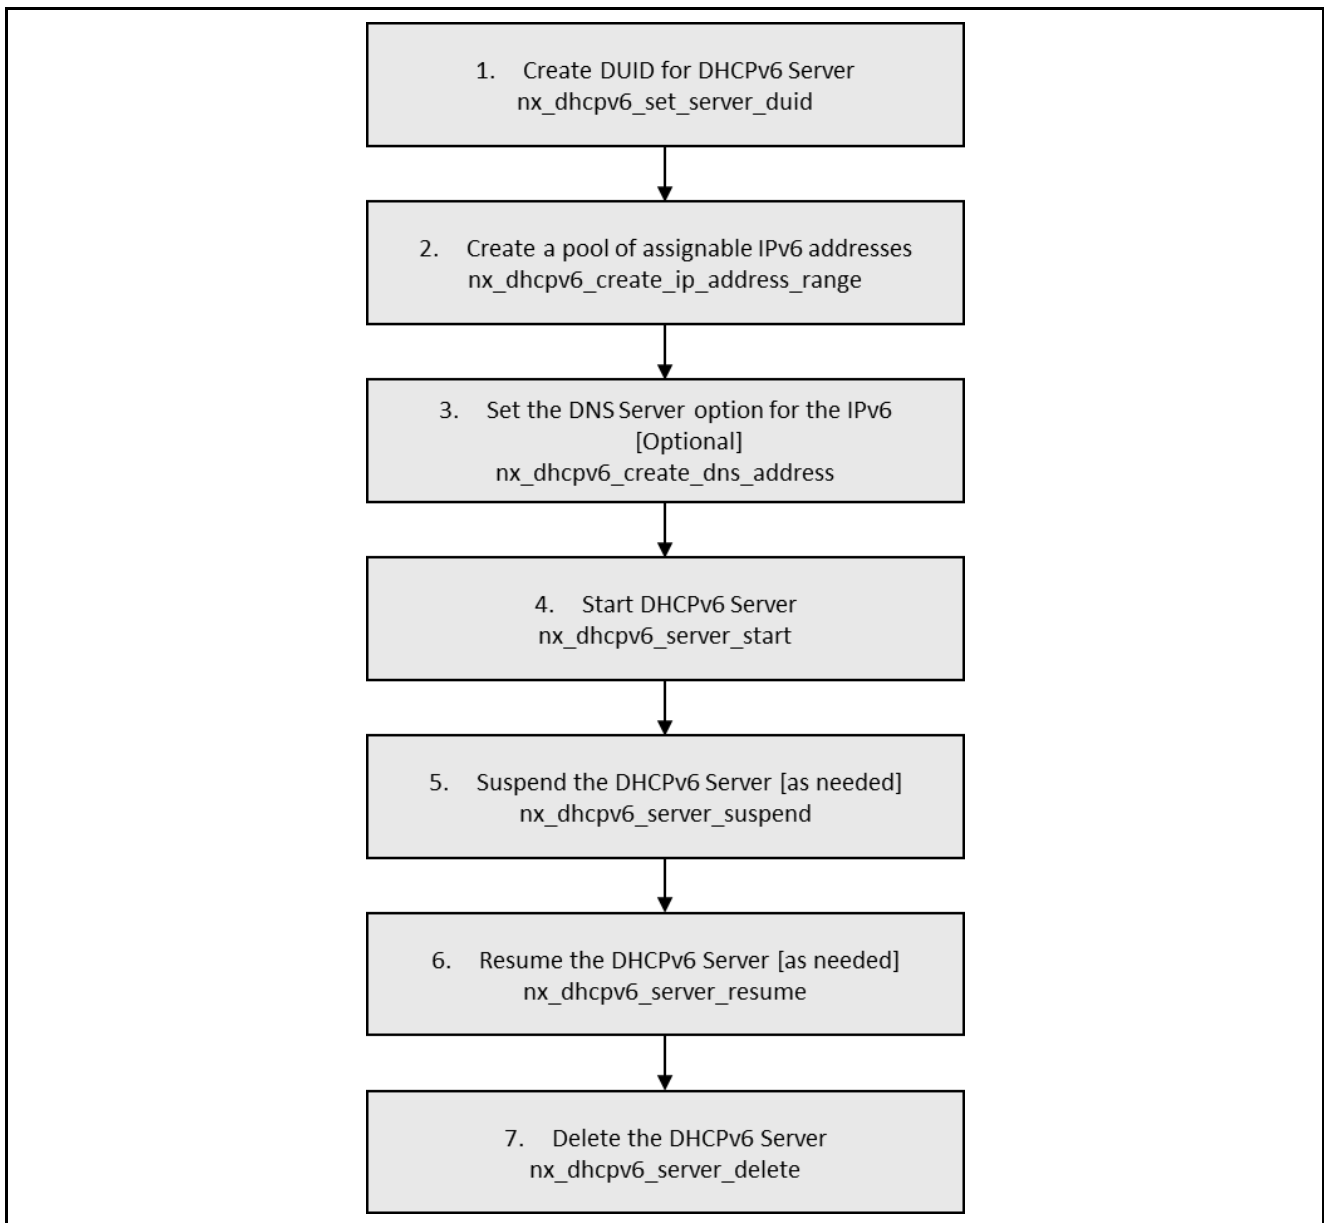 1. Create DUID for DHCPv6 Server
nx_dhcpv6_set_server_duid
2. Create a pool of assignable IPv6 addresses
nx_dhcpv6_create_ip_address_range
3. Set the DNS Server option for the IPv6
[Optional]
nx_dhcpv6_create_dns_address
4. Start DHCPv6 Server
nx_dhcpv6_server_start
5. Suspend the DHCPv6 Server [as needed]
nx_dhcpv6_server_suspend
6. Resume the DHCPv6 Server [as needed]
nx_dhcpv6_server_resume
7. Delete the DHCPv6 Server
nx_dhcpv6_server_delete